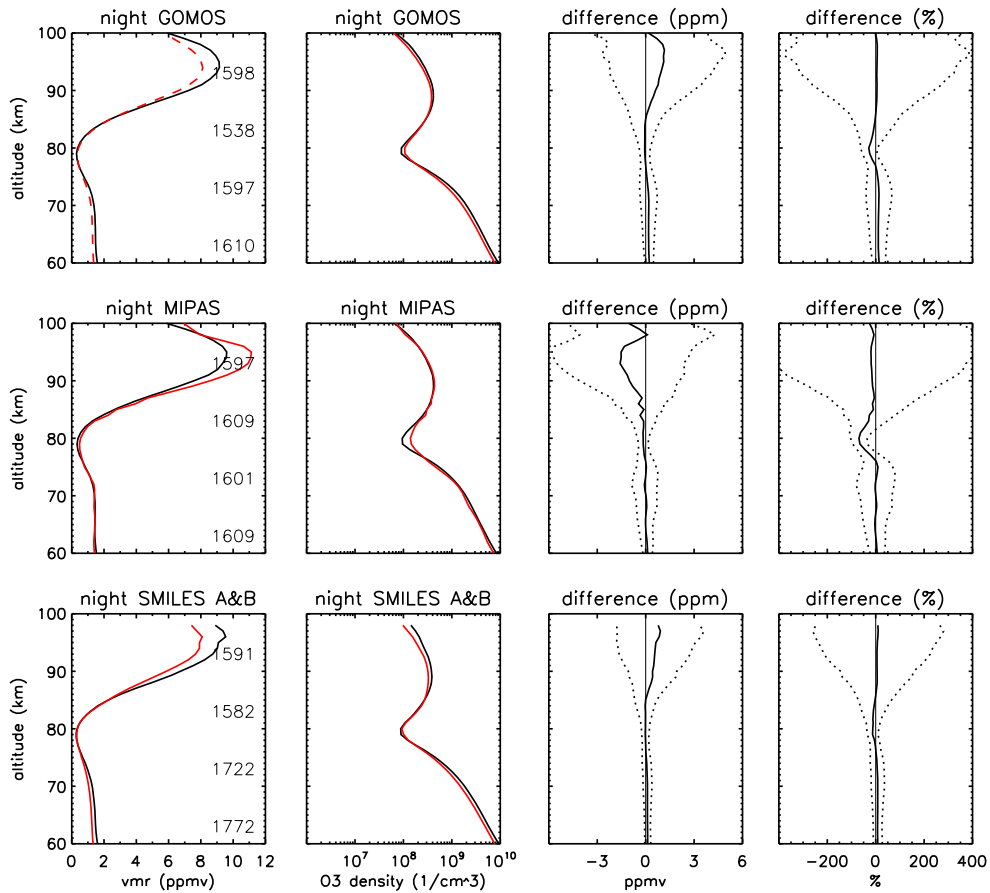 night GOMOS
night GOMOS
difference (ppm)
difference (%)
altitude (km)
100
90
80
70
60
1598
1538
1597
1610
night MIPAS
night MIPAS
difference (ppm)
difference (%)
altitude (km)
100
90
80
70
60
1597
1609
1601
1609
night SMILES A&B
night SMILES A&B
difference (ppm)
difference (%)
altitude (km)
100
90
80
70
60
1591
1582
1722
1772
0 2 4 6 8 10 12
10^7 10^8 10^9 10^10
-3 0 3 6
-200 0 200 400
vmr (ppmv)
O3 density (1/cm^3)
ppmv
%